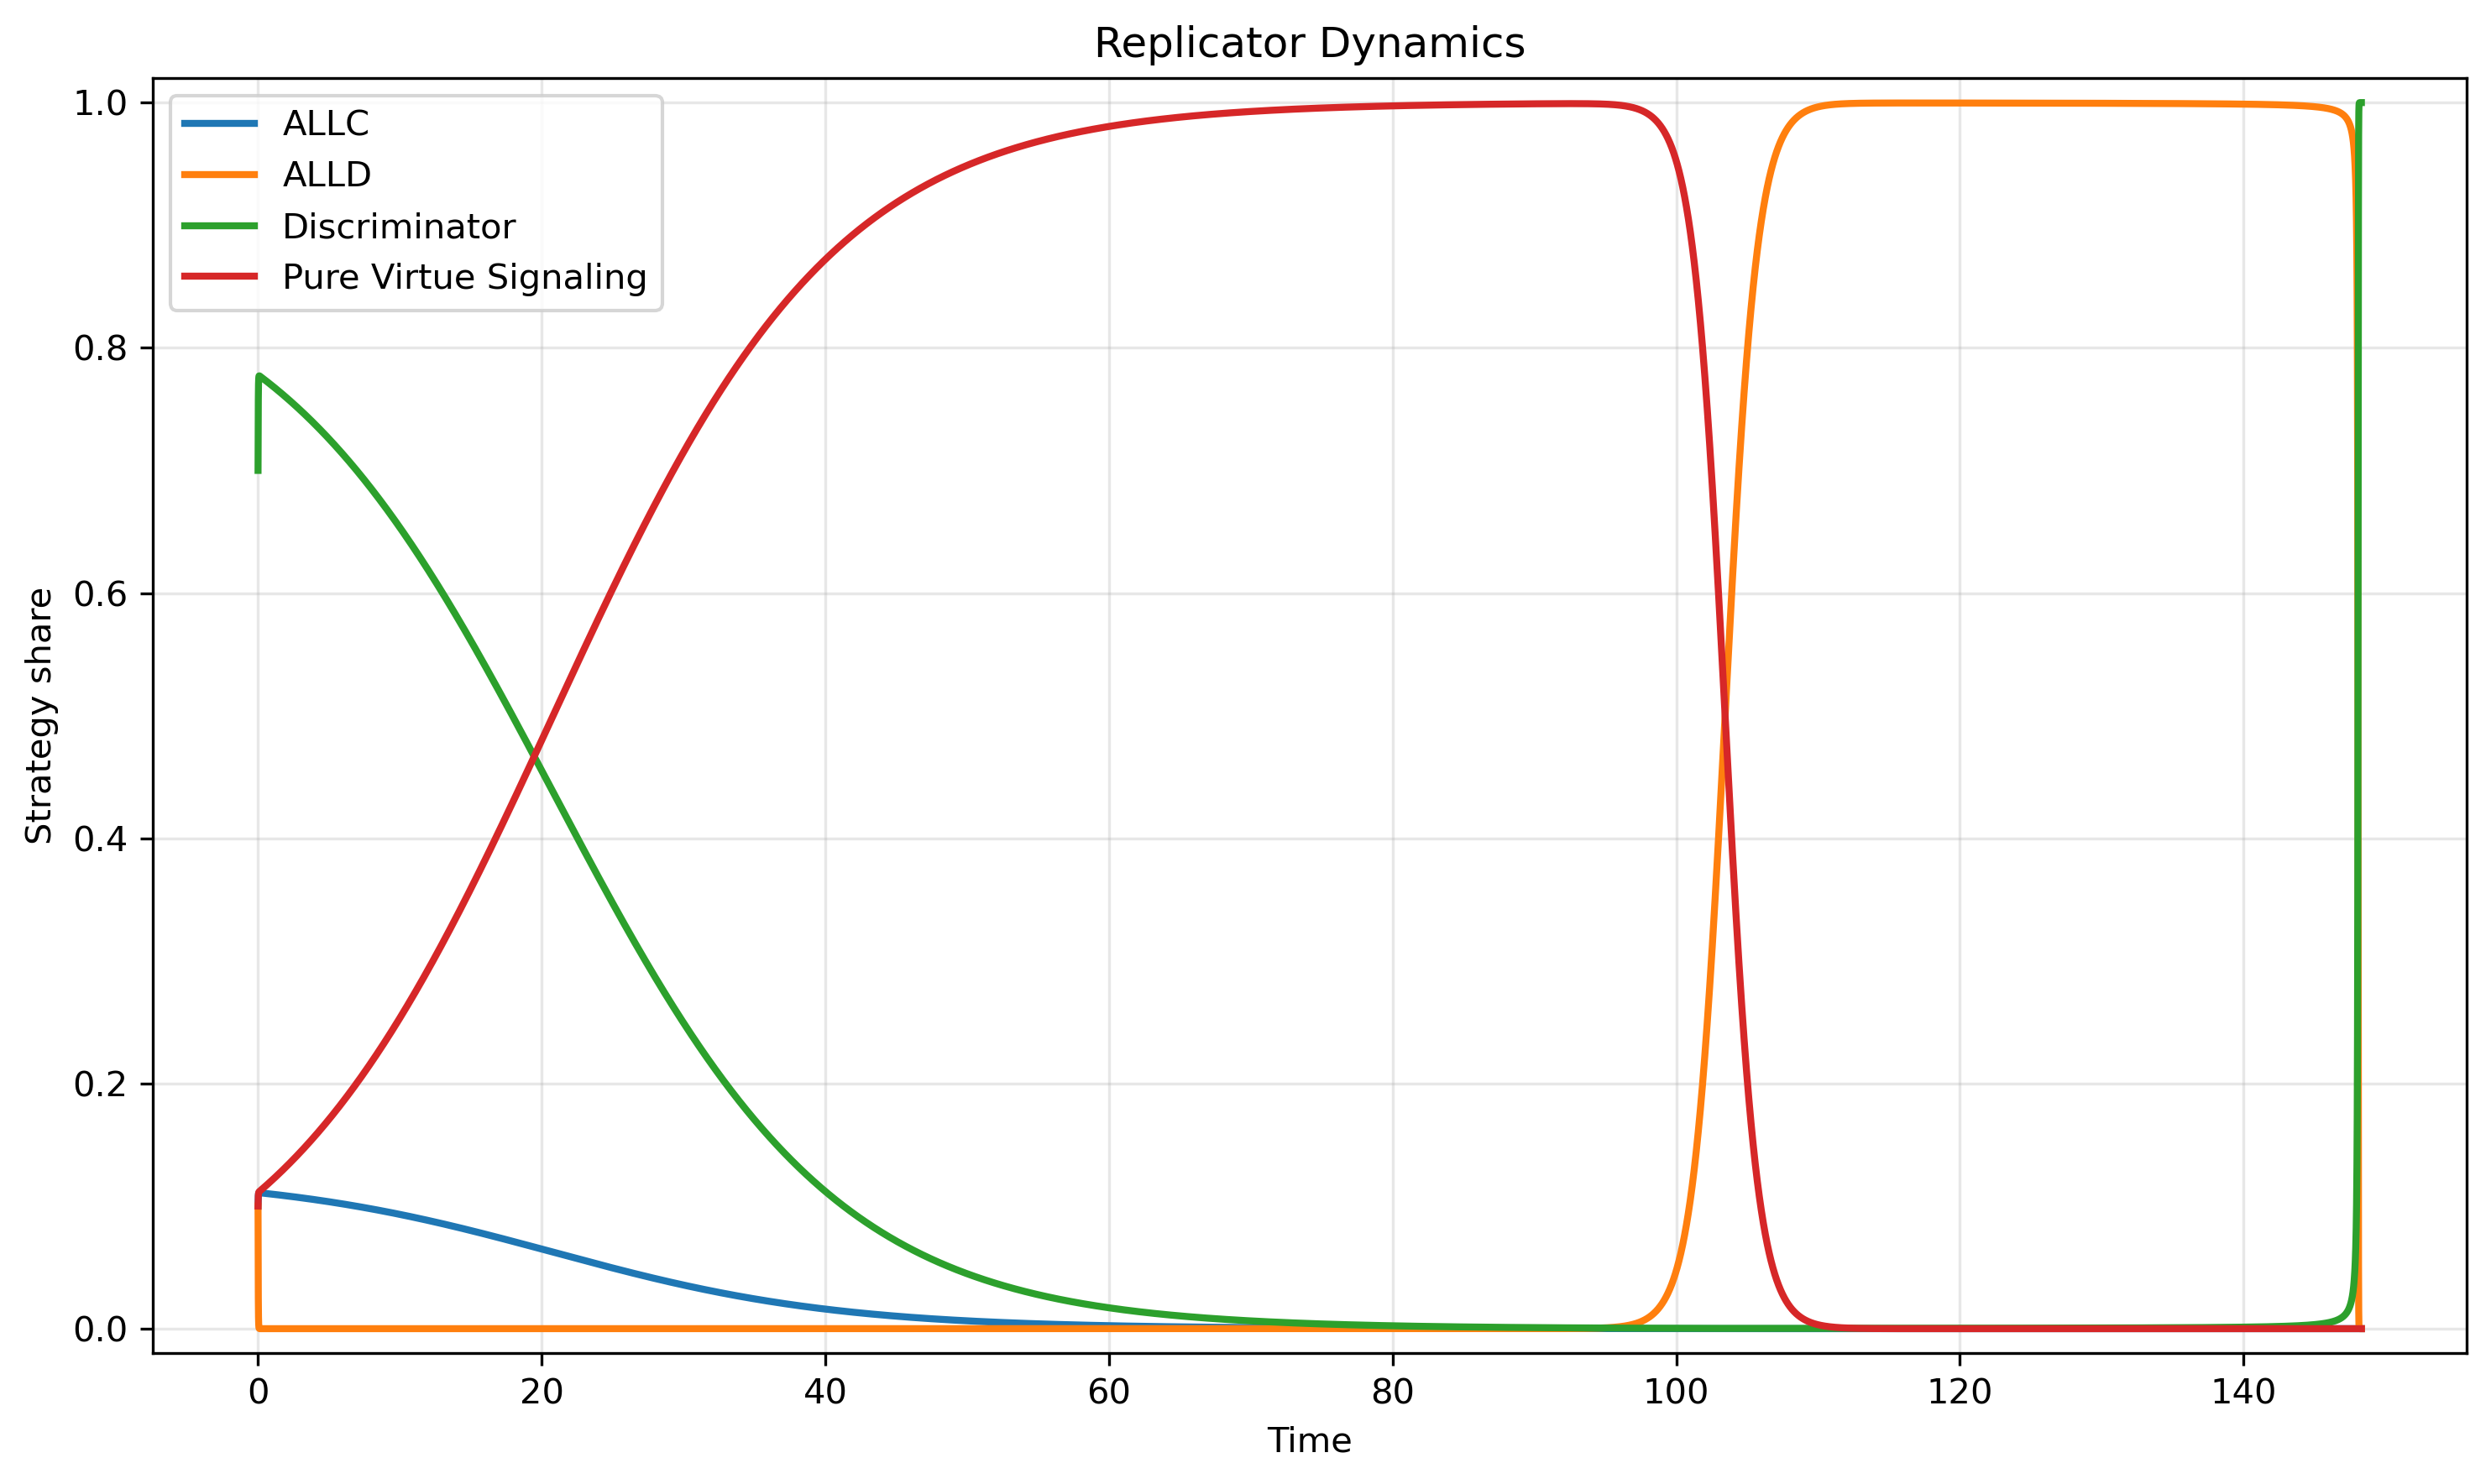 Replicator Dynamics
ALLC
ALLD
Discriminator
Pure Virtue Signaling
Strategy share
1.0
0.8
0.6
0.4
0.2
0.0
0 20 40 60 80 100 120 140
Time